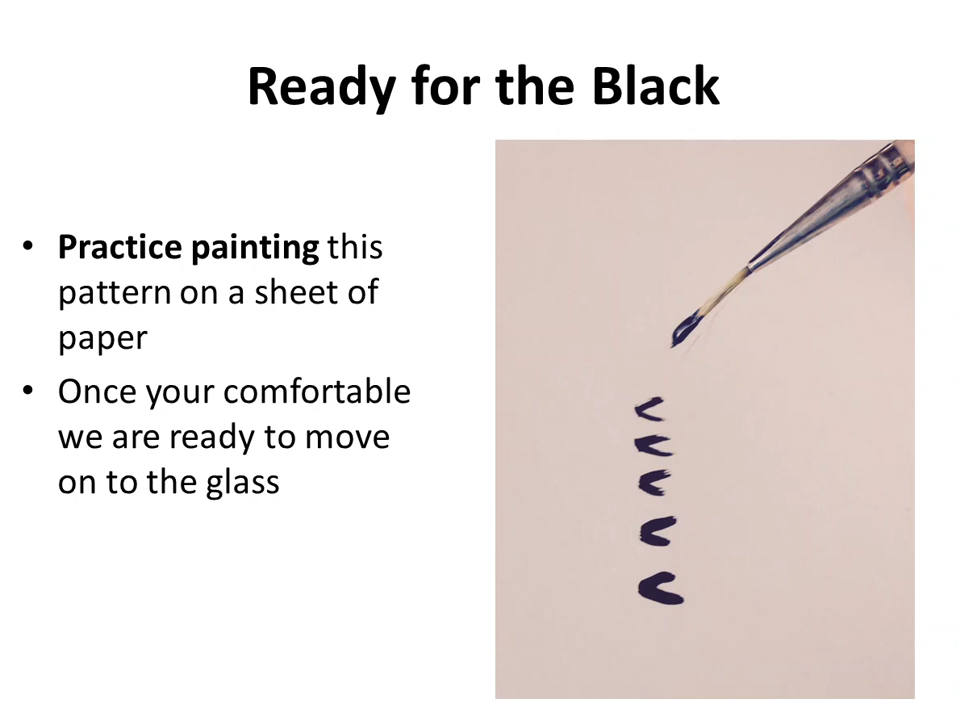 Ready for the Black
• Practice painting this
pattern on a sheet of
paper
• Once your comfortable
we are ready to move
on to the glass